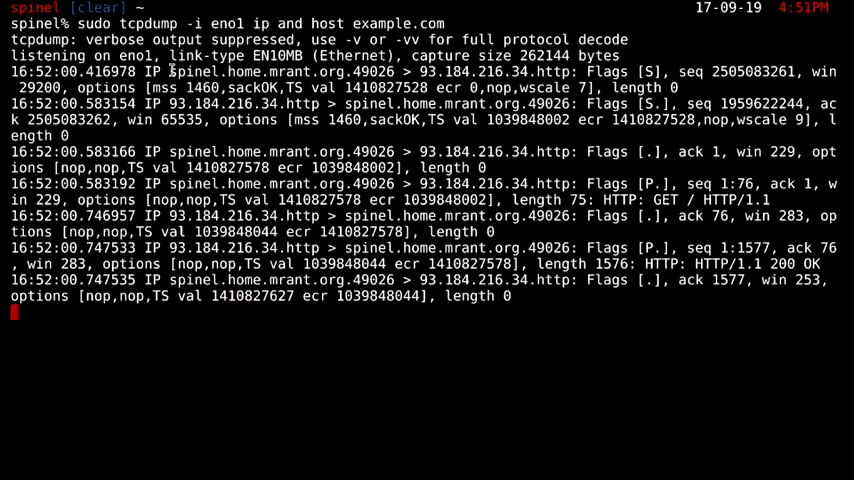 spinel [clear] ~ 17-09-19 4:51PM
spinel% sudo tcpdump -i eno1 ip and host example.com
tcpdump: verbose output suppressed, use -v or -vv for full protocol decode
listening on eno1, link-type EN10MB (Ethernet), capture size 262144 bytes
16:52:00.416978 IP spinel.home.mrant.org.49026 > 93.184.216.34.http: Flags [S], seq 2505083261, win
 29200, options [mss 1460,sackOK,TS val 1410827528 ecr 0,nop,wscale 7], length 0
16:52:00.583154 IP 93.184.216.34.http > spinel.home.mrant.org.49026: Flags [S.], seq 1959622244, ac
k 2505083262, win 65535, options [mss 1460,sackOK,TS val 1039848002 ecr 1410827528,nop,wscale 9], l
ength 0
16:52:00.583166 IP spinel.home.mrant.org.49026 > 93.184.216.34.http: Flags [.], ack 1, win 229, opt
ions [nop,nop,TS val 1410827578 ecr 1039848002], length 0
16:52:00.583192 IP spinel.home.mrant.org.49026 > 93.184.216.34.http: Flags [P.], seq 1:76, ack 1, w
in 229, options [nop,nop,TS val 1410827578 ecr 1039848002], length 75: HTTP: GET / HTTP/1.1
16:52:00.746957 IP 93.184.216.34.http > spinel.home.mrant.org.49026: Flags [.], ack 76, win 283, op
tions [nop,nop,TS val 1039848044 ecr 1410827578], length 0
16:52:00.747533 IP 93.184.216.34.http > spinel.home.mrant.org.49026: Flags [P.], seq 1:1577, ack 76
, win 283, options [nop,nop,TS val 1039848044 ecr 1410827578], length 1576: HTTP: HTTP/1.1 200 OK
16:52:00.747535 IP spinel.home.mrant.org.49026 > 93.184.216.34.http: Flags [.], ack 1577, win 253,
options [nop,nop,TS val 1410827627 ecr 1039848044], length 0